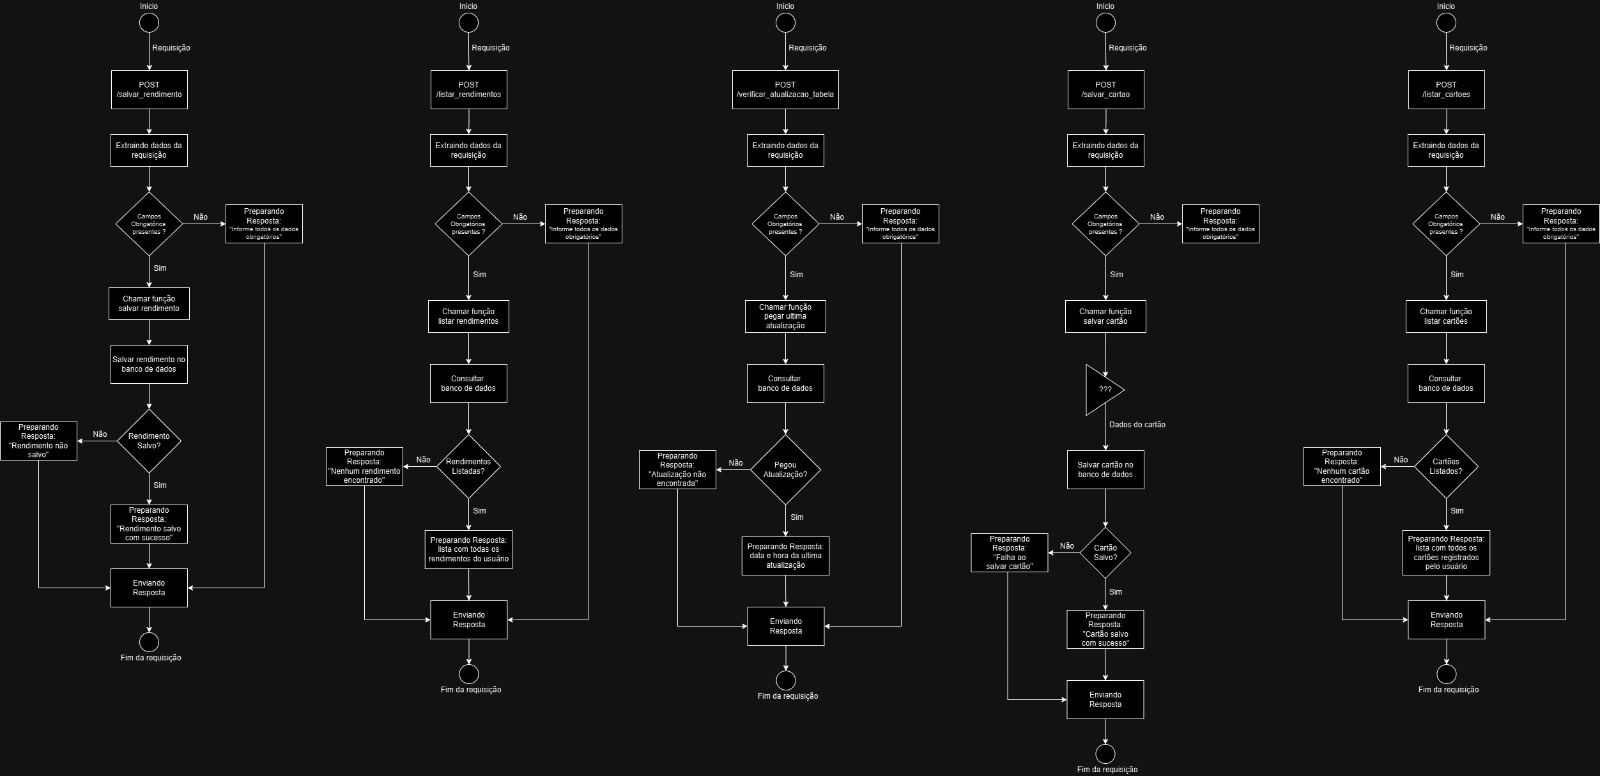 Inicio
Requisição
POST
/salvar_rendimento
Extraindo dados da
requisição
Campos
Obrigatórios
presentes ?
Não
Preparando
Resposta:
"Informe todos os dados
obrigatórios"
Sim
Chamar função
salvar rendimento
Salvar rendimento no
banco de dados
Rendimento
Salvo?
Não
Preparando
Resposta:
"Rendimento não
salvo"
Sim
Preparando
Resposta:
"Rendimento salvo
com sucesso"
Enviando
Resposta
Fim da requisição
Inicio
Requisição
POST
/listar_rendimentos
Extraindo dados da
requisição
Campos
Obrigatórios
presentes ?
Não
Preparando
Resposta:
"Informe todos os dados
obrigatórios"
Sim
Chamar função
listar rendimentos
Consultar
banco de dados
Rendimentos
Listadas?
Não
Preparando
Resposta:
"Nenhum rendimento
encontrado"
Sim
Preparando Resposta:
lista com todas os
rendimentos do usuário
Enviando
Resposta
Fim da requisição
Inicio
Requisição
POST
/verificar_atualizacao_tabela
Extraindo dados da
requisição
Campos
Obrigatórios
presentes ?
Não
Preparando
Resposta:
"Informe todos os dados
obrigatórios"
Sim
Chamar função
pegar ultima
atualização
Consultar
banco de dados
Pegou
Atualização?
Não
Preparando
Resposta:
"Atualização não
encontrada"
Sim
Preparando Resposta:
data e hora da ultima
atualização
Enviando
Resposta
Fim da requisição
Inicio
Requisição
POST
/salvar_cartao
Extraindo dados da
requisição
Campos
Obrigatórios
presentes ?
Não
Preparando
Resposta:
"Informe todos os dados
obrigatórios"
Sim
Chamar função
salvar cartão
???
Dados do cartão
Salvar cartão no
banco de dados
Cartão
Salvo?
Não
Preparando
Resposta:
"Falha ao
salvar cartão"
Sim
Preparando
Resposta:
"Cartão salvo
com sucesso"
Enviando
Resposta
Fim da requisição
Inicio
Requisição
POST
/listar_cartoes
Extraindo dados da
requisição
Campos
Obrigatórios
presentes ?
Não
Preparando
Resposta:
"Informe todos os dados
obrigatórios"
Sim
Chamar função
listar cartões
Consultar
banco de dados
Cartões
Listados?
Não
Preparando
Resposta:
"Nenhum cartão
encontrado"
Sim
Preparando Resposta:
lista com todos os
cartões registrados
pelo usuário
Enviando
Resposta
Fim da requisição